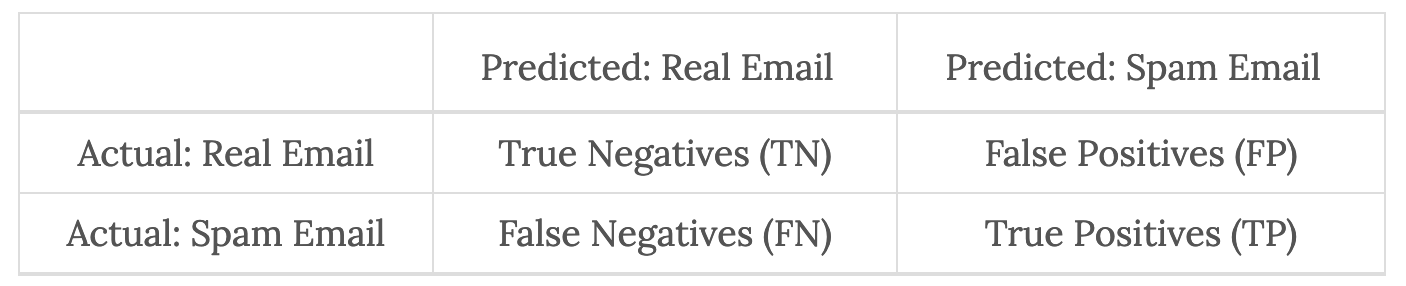 Predicted: Real Email Predicted: Spam Email
Actual: Real Email True Negatives (TN) False Positives (FP)
Actual: Spam Email False Negatives (FN) True Positives (TP)